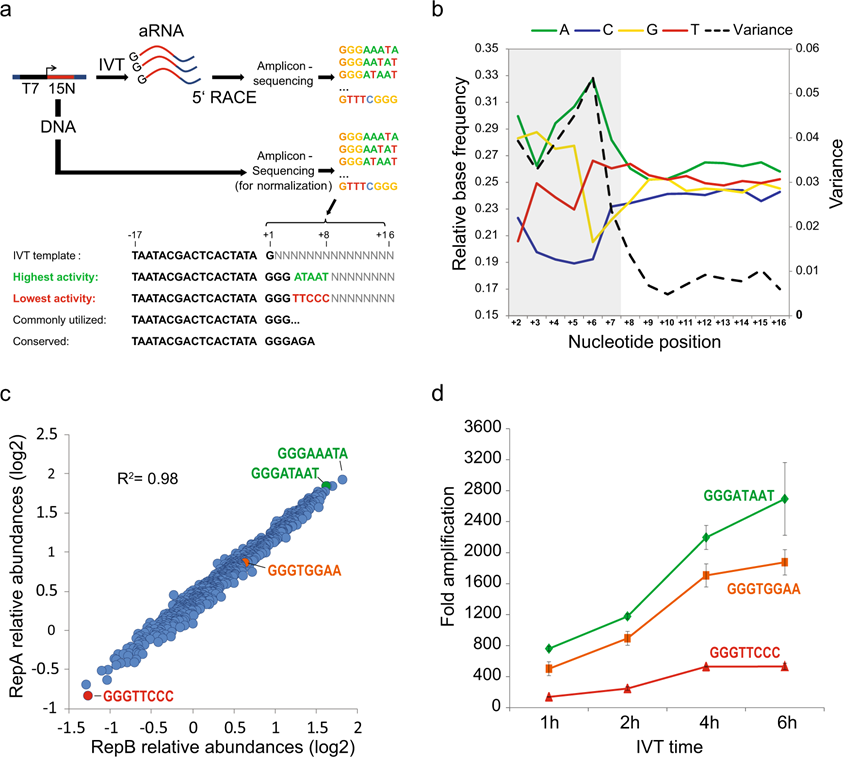 a
aRNA
IVT
G
G
G
T7 15N
5‘ RACE
Amplicon -
sequencing
GGGAAATA
GGGAATAT
GGGATAAT
...
GTTTCGGG
DNA
Amplicon -
Sequencing
(for normalization)
GGGAAATA
GGGAATAT
GGGATAAT
...
GTTTCGGG
-17 +1 +8 +16
IVT template : TAATACGACTCACTATA GNNNNNNNNNNNNNNN
Highest activity: TAATACGACTCACTATA GGG ATAATNNNNNNNN
Lowest activity: TAATACGACTCACTATA GGG TTCCCNNNNNNNN
Commonly utilized: TAATACGACTCACTATA GGG...
Conserved: TAATACGACTCACTATA GGGAGA
b
A C G T Variance
Relative base frequency
0.35
0.33
0.31
0.29
0.27
0.25
0.23
0.21
0.19
0.17
0.15
0.06
0.05
0.04
0.03
0.02
0.01
0
Variance
+2 +3 +4 +5 +6 +7 +8 +9 +10 +11 +12 +13 +14 +15 +16
Nucleotide position
c
RepA relative abundances (log2)
2.5
2
1.5
1
0.5
0
-0.5
-1
R2= 0.98
GGGAAATA
GGGATAAT
GGGTGGAA
GGGTTCCC
-1.5 -1 -0.5 0 0.5 1 1.5 2
RepB relative abundances (log2)
d
Fold amplification
3600
3200
2800
2400
2000
1600
1200
800
400
0
GGGATAAT
GGGTGGAA
GGGTTCCC
1h 2h 4h 6h
IVT time